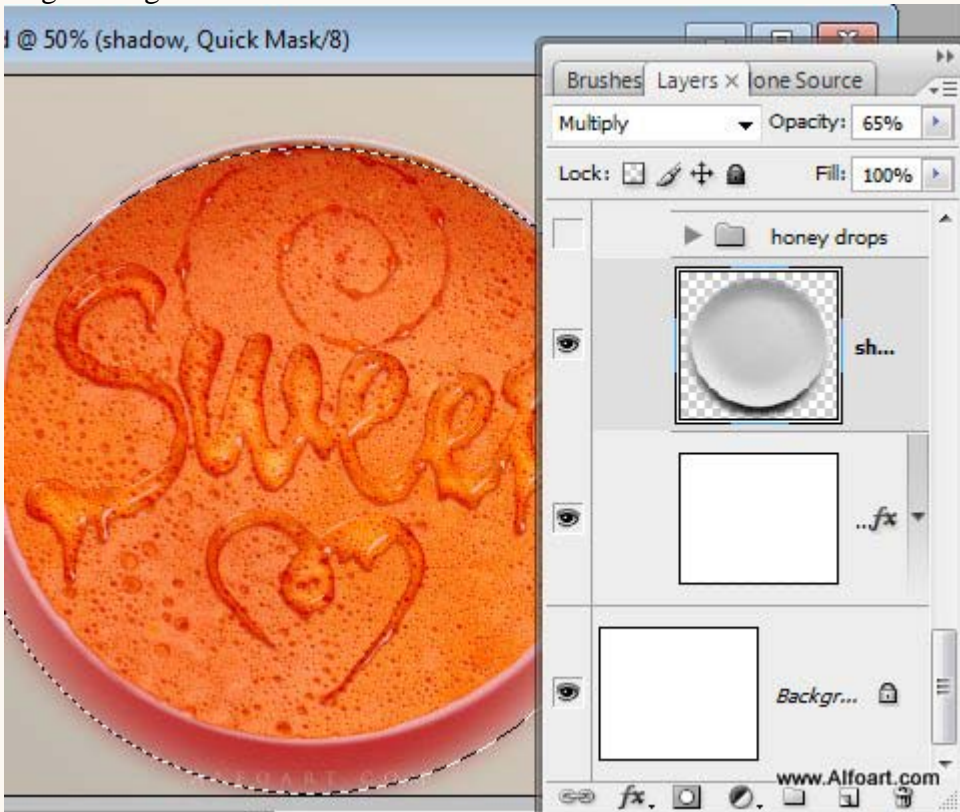 d @ 50% (shadow, Quick Mask/8)
Brushes Layers × lone Source
Multiply Opacity: 65%
Lock: Fill: 100%
honey drops
sh...
Sweet
..fx
Backgr...
www.Alfoart.com
fx.